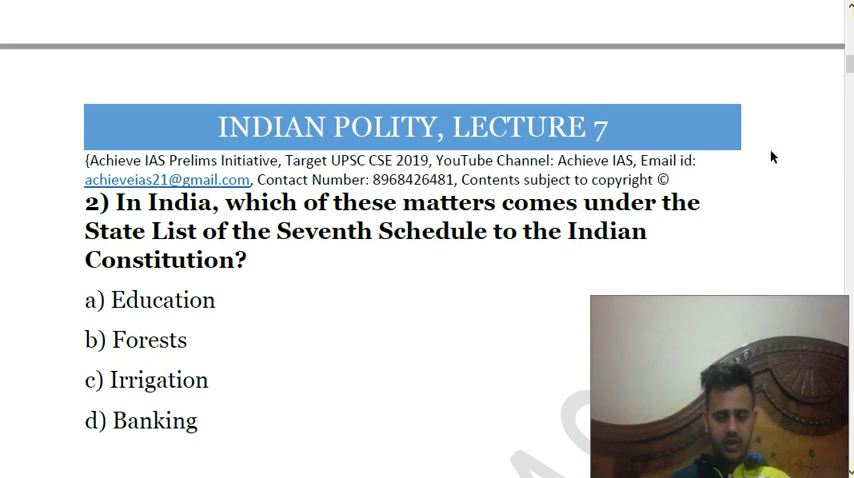 INDIAN POLITY, LECTURE 7
{Achieve IAS Prelims Initiative, Target UPSC CSE 2019, YouTube Channel: Achieve IAS, Email id:
achieveias21@gmail.com, Contact Number: 8968426481, Contents subject to copyright ©
2) In India, which of these matters comes under the
State List of the Seventh Schedule to the Indian
Constitution?
a) Education
b) Forests
c) Irrigation
d) Banking